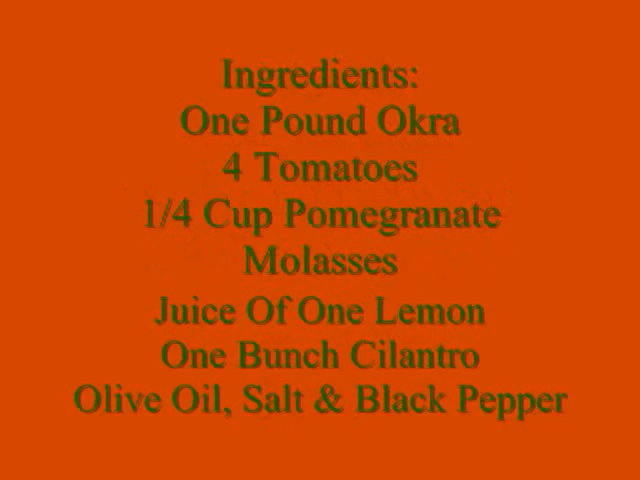 Ingredients:
One Pound Okra
4 Tomatoes
1/4 Cup Pomegranate
Molasses
Juice Of One Lemon
One Bunch Cilantro
Olive Oil, Salt & Black Pepper